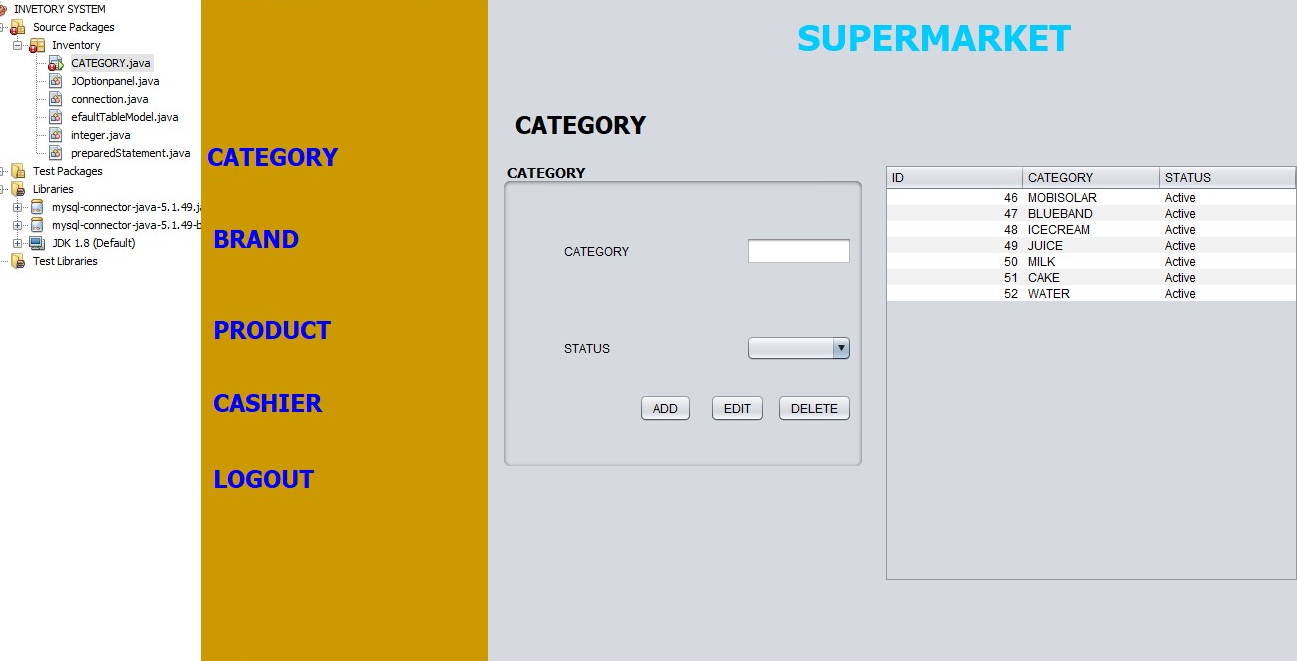 INVETORY SYSTEM
Source Packages
Inventory
CATEGORY.java
JOptionpanel.java
connection.java
efaultTableModel.java
integer.java
preparedStatement.java
Test Packages
Libraries
mysql-connector-java-5.1.49.ja
mysql-connector-java-5.1.49-b
JDK 1.8 (Default)
Test Libraries
CATEGORY
BRAND
PRODUCT
CASHIER
LOGOUT
SUPERMARKET
CATEGORY
CATEGORY
CATEGORY
STATUS
ADD EDIT DELETE
ID CATEGORY STATUS
46 MOBISOLAR Active
47 BLUEBAND Active
48 ICECREAM Active
49 JUICE Active
50 MILK Active
51 CAKE Active
52 WATER Active